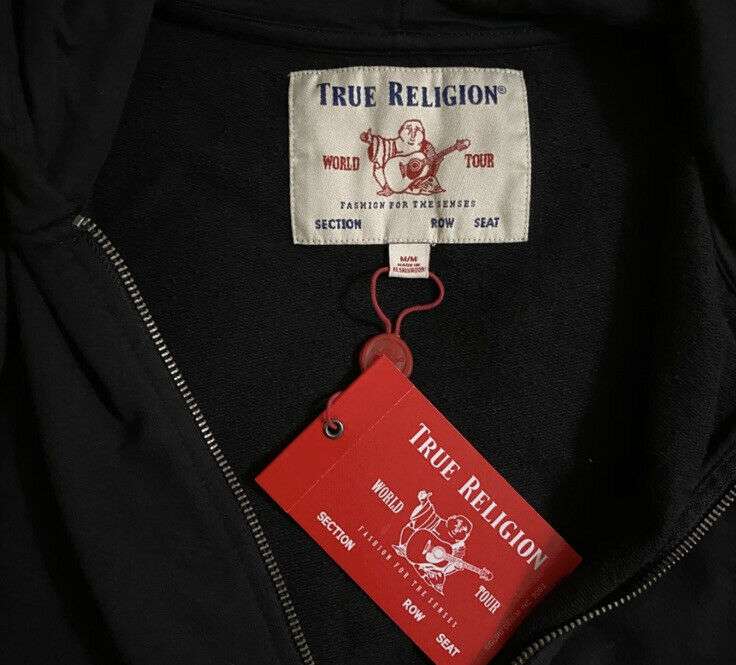 TRUE RELIGION®
WORLD TOUR
FASHION FOR THE SENSES
SECTION ROW SEAT
M/M
MADE IN
EL SALVADOR
TRUE RELIGION
WORLD TOUR
FASHION FOR THE SENSES
SECTION ROW SEAT